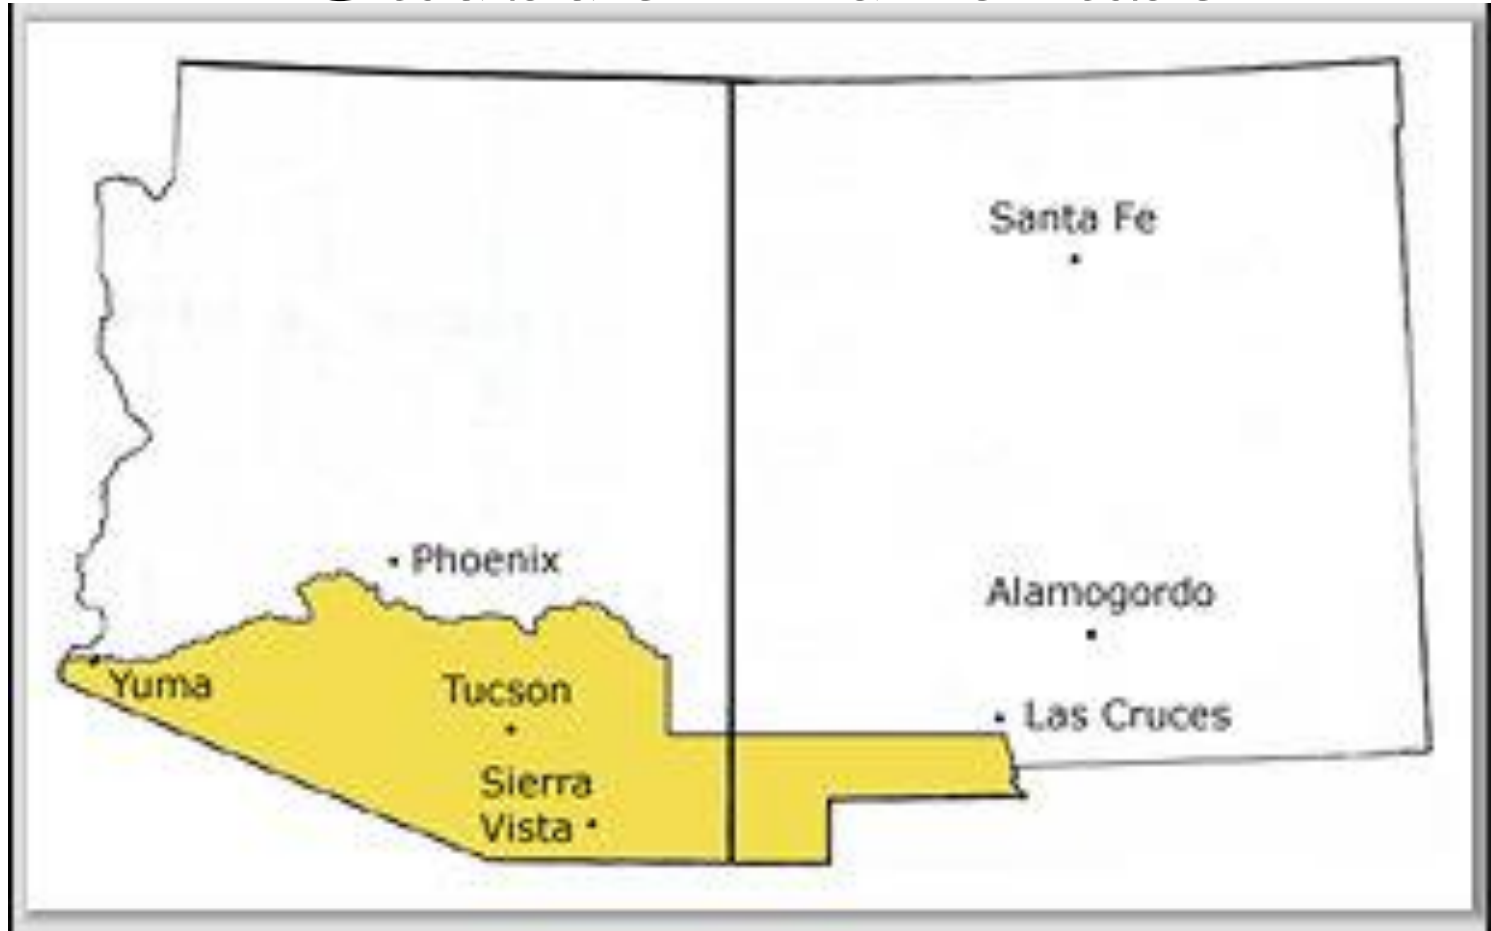 Santa Fe
Phoenix
Alamogordo
Yuma
Tucson
Las Cruces
Sierra
Vista